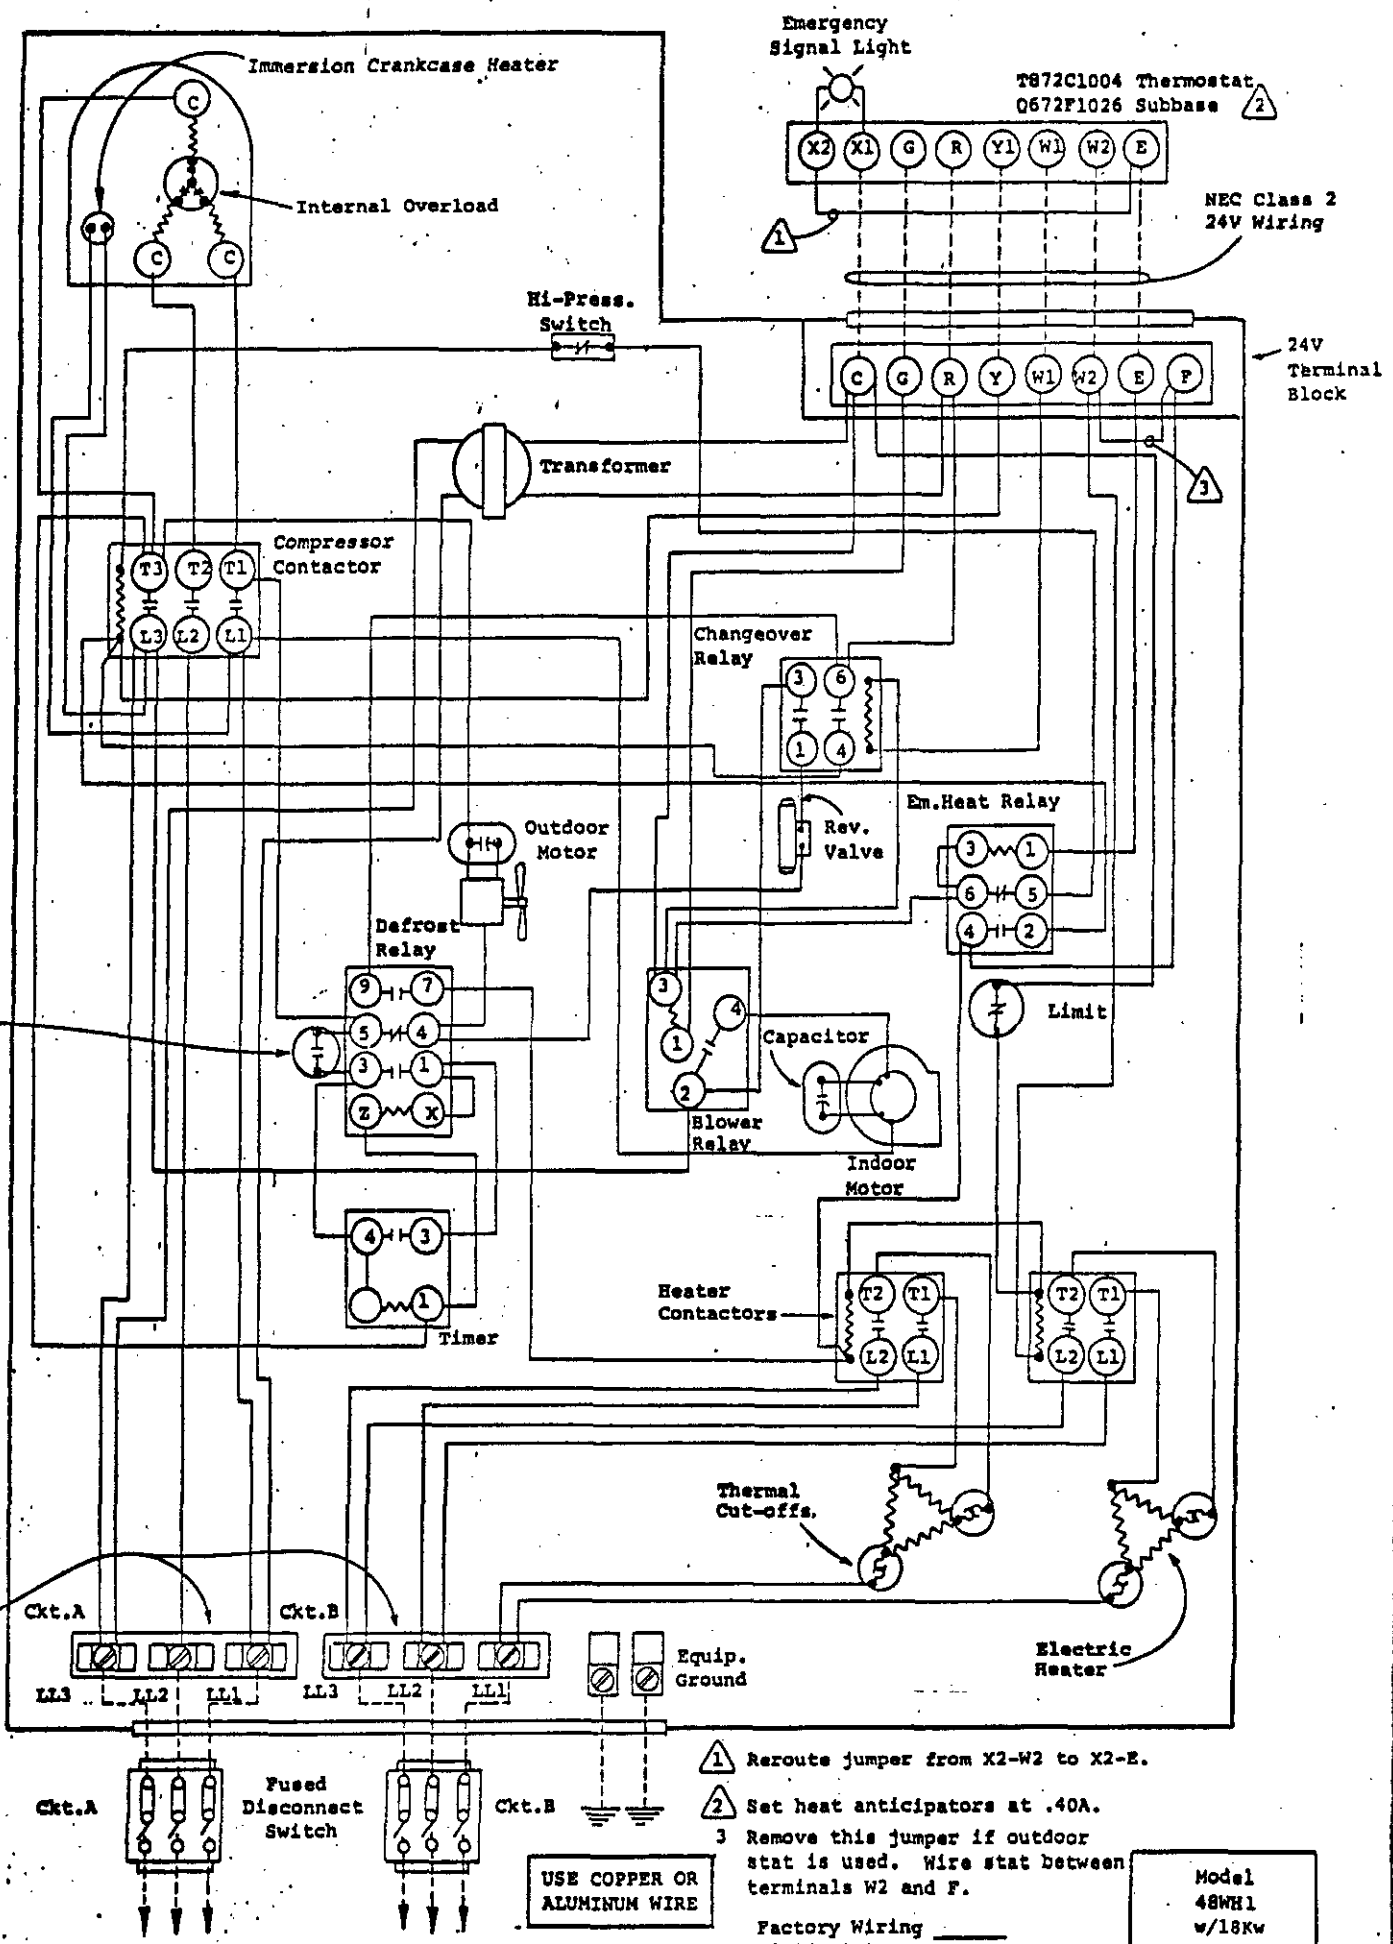 Emergency
Signal Light
Immersion Crankcase Heater
T872C1004 Thermostat
Q672F1026 Subbase 2
C
X2 X1 G R Y1 W1 W2 E
Internal Overload
NEC Class 2
24V Wiring
1
C C
Hi-Press.
Switch
24V
Terminal
Block
C G R Y W1 W2 E F
Transformer
3
Compressor
Contactor
T3 T2 T1
L3 L2 L1
Changeover
Relay
3 6
1 4
Em.Heat Relay
Rev.
Valve
Outdoor
Motor
3 1
6 5
4 2
Defrost
Relay
9 7
5 4
3 1
Z X
3
4
1
2
Blower
Relay
Capacitor
Limit
Indoor
Motor
4 3
1
Timer
Heater
Contactors
T2 T1
L2 L1
T2 T1
L2 L1
Thermal
Cut-offs.
Ckt.A
Ckt.B
Equip.
Ground
Electric
Heater
LL3 LL2 LL1
LL3 LL2 LL1
1 Reroute jumper from X2-W2 to X2-E.
Ckt.A
Fused
Disconnect
Switch
Ckt.B
2 Set heat anticipators at .40A.
3 Remove this jumper if outdoor
stat is used. Wire stat between
terminals W2 and F.
USE COPPER OR
ALUMINUM WIRE
Model
48WH1
w/18Kw
Factory Wiring